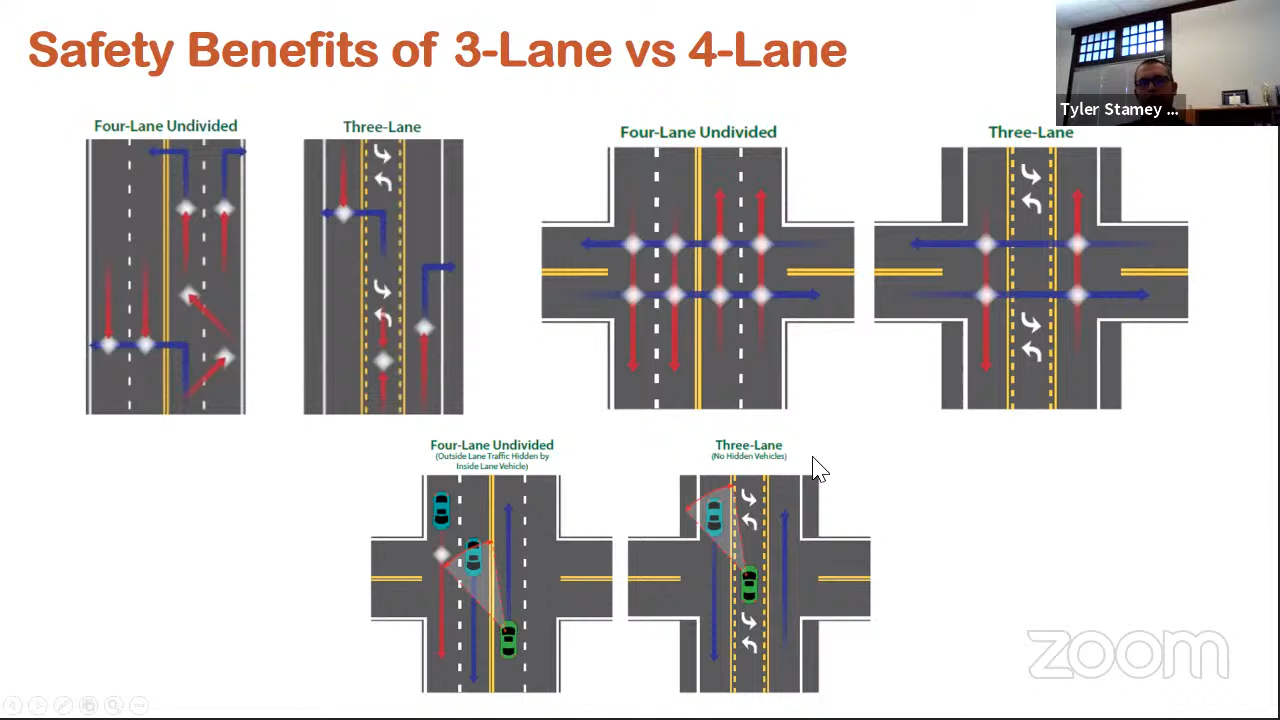 Safety Benefits of 3-Lane vs 4-Lane
Tyler Stamey ...
Four-Lane Undivided
Three-Lane
Four-Lane Undivided
Three-Lane
Four-Lane Undivided
(Outside Lane Traffic Hidden by
Inside Lane Vehicle)
Three-Lane
(No Hidden Vehicles)
zoom